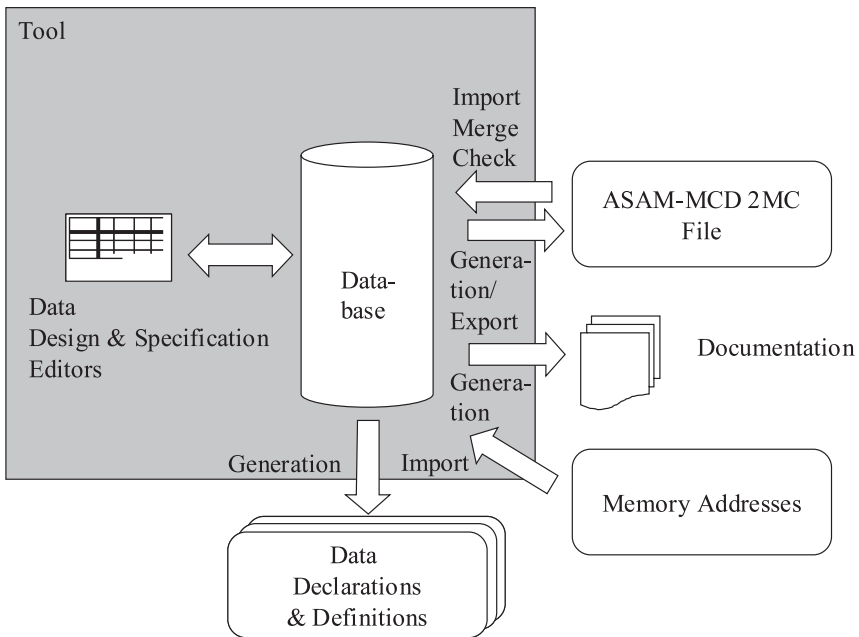 Tool
Import
Merge
Check
ASAM-MCD 2MC
File
Data-
base
Genera-
tion/
Export
Data
Design & Specification
Editors
Documentation
Genera-
tion
Generation
Import
Memory Addresses
Data
Declarations
& Definitions